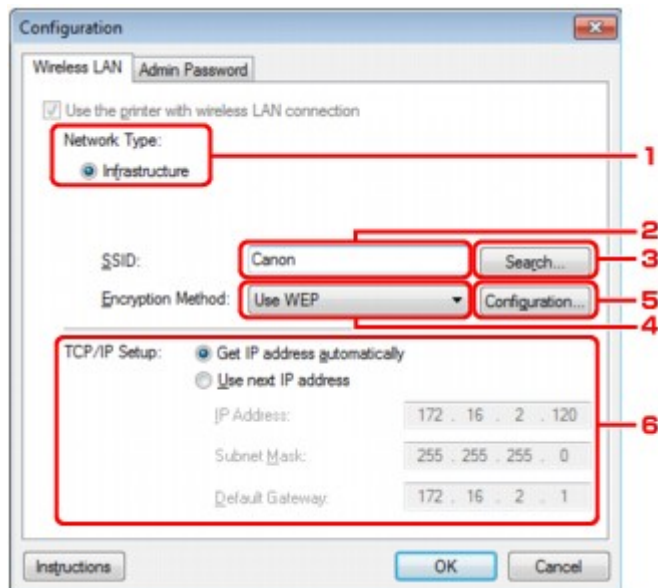 Configuration
Wireless LAN Admin Password
Use the printer with wireless LAN connection
Network Type:
Infrastructure
1
2
SSID: Canon Search...
3
Encryption Method: Use WEP Configuration...
5
4
TCP/IP Setup: Get IP address automatically
Use next IP address
IP Address: 172 . 16 . 2 . 120
6
Subnet Mask: 255 . 255 . 255 . 0
Default Gateway: 172 . 16 . 2 . 1
Instructions OK Cancel